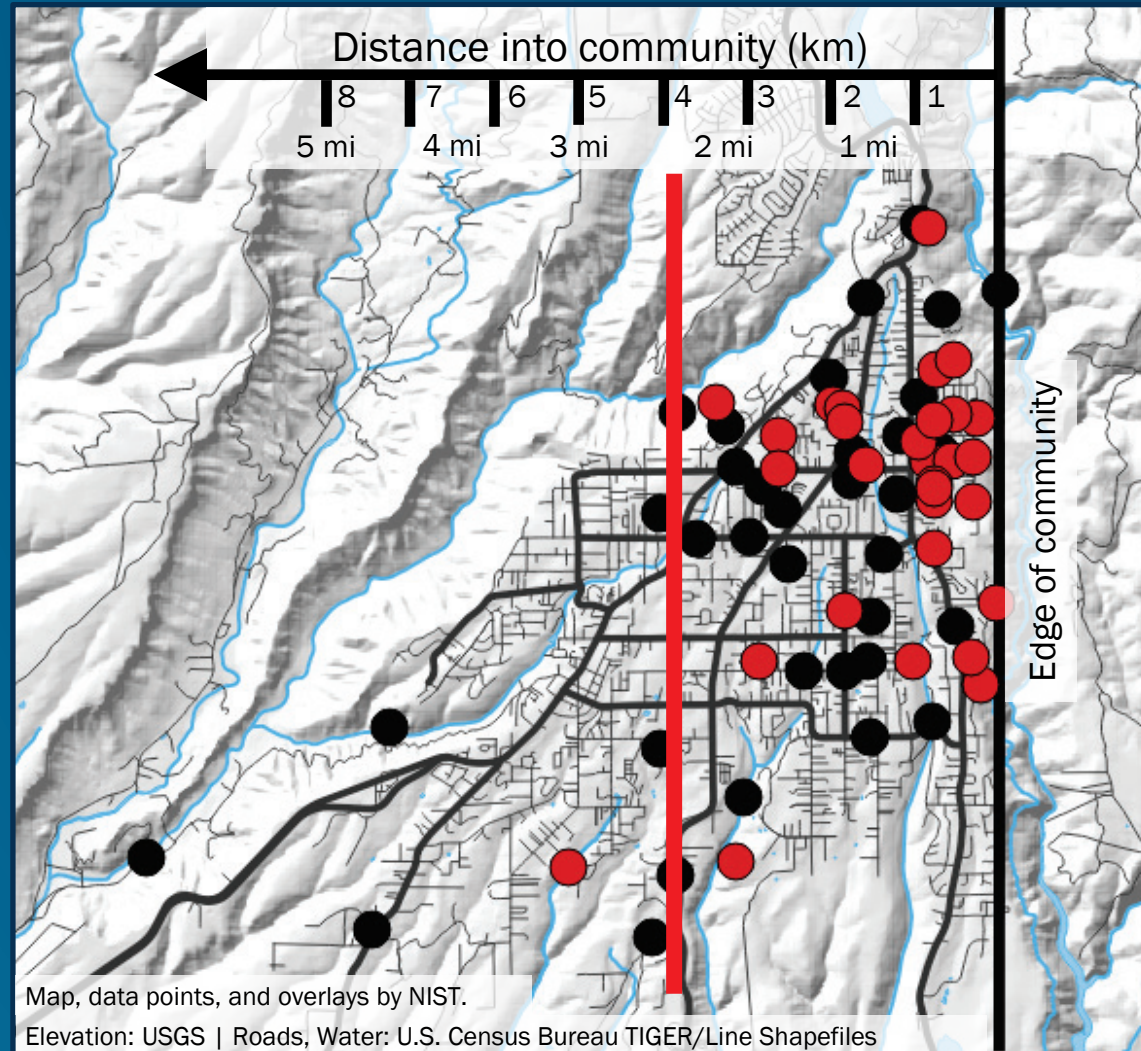 Distance into community (km)
8 7 6 5 4 3 2 1
5 mi 4 mi 3 mi 2 mi 1 mi
Edge of community
Map, data points, and overlays by NIST.
Elevation: USGS | Roads, Water: U.S. Census Bureau TIGER/Line Shapefiles